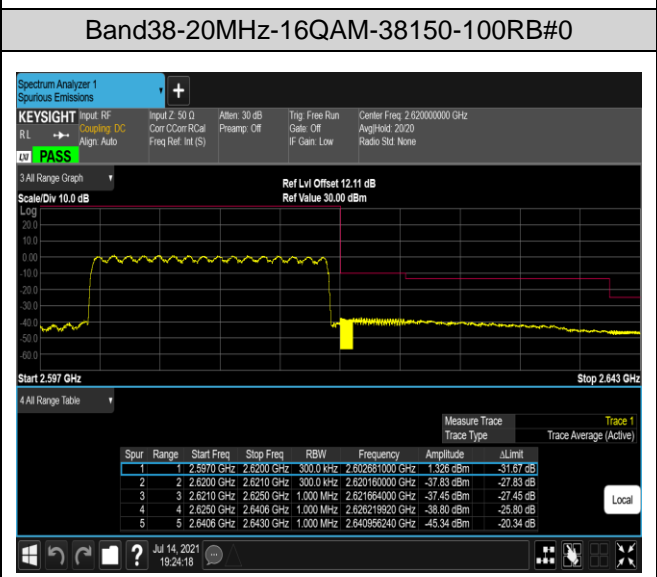 Band38-20MHz-16QAM-38150-100RB#0
Spectrum Analyzer 1
Spurious Emissions
KEYSIGHT Input: RF Input Z: 50 Ω Atten: 30 dB Trig: Free Run Center Freq: 2.620000000 GHz
RL Coupling: DC Corr CCorr RCal Preamp: Off Gate: Off Avg|Hold: 20/20
Align: Auto Freq Ref: Int (S) IF Gain: Low Radio Std: None
LXI PASS
3 All Range Graph
Ref Lvl Offset 12.11 dB
Scale/Div 10.0 dB Ref Value 30.00 dBm
Log
20.0
10.0
0.00
-10.0
-20.0
-30.0
-40.0
-50.0
-60.0
Start 2.597 GHz Stop 2.643 GHz
4 All Range Table
Measure Trace Trace 1
Trace Type Trace Average (Active)
Spur Range Start Freq Stop Freq RBW Frequency Amplitude ΔLimit
1 1 2.5970 GHz 2.6200 GHz 300.0 kHz 2.602681000 GHz 1.326 dBm -31.67 dB
2 2 2.6200 GHz 2.6210 GHz 300.0 kHz 2.620160000 GHz -37.83 dBm -27.83 dB
3 3 2.6210 GHz 2.6250 GHz 1.000 MHz 2.621664000 GHz -37.45 dBm -27.45 dB
4 4 2.6250 GHz 2.6406 GHz 1.000 MHz 2.626219920 GHz -38.80 dBm -25.80 dB
5 5 2.6406 GHz 2.6430 GHz 1.000 MHz 2.640956240 GHz -45.34 dBm -20.34 dB
Local
? Jul 14, 2021
19:24:18